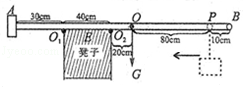 A 30cm 40cm O P B
O₁ E O₂ 80cm 10cm
凳子 20cm
G